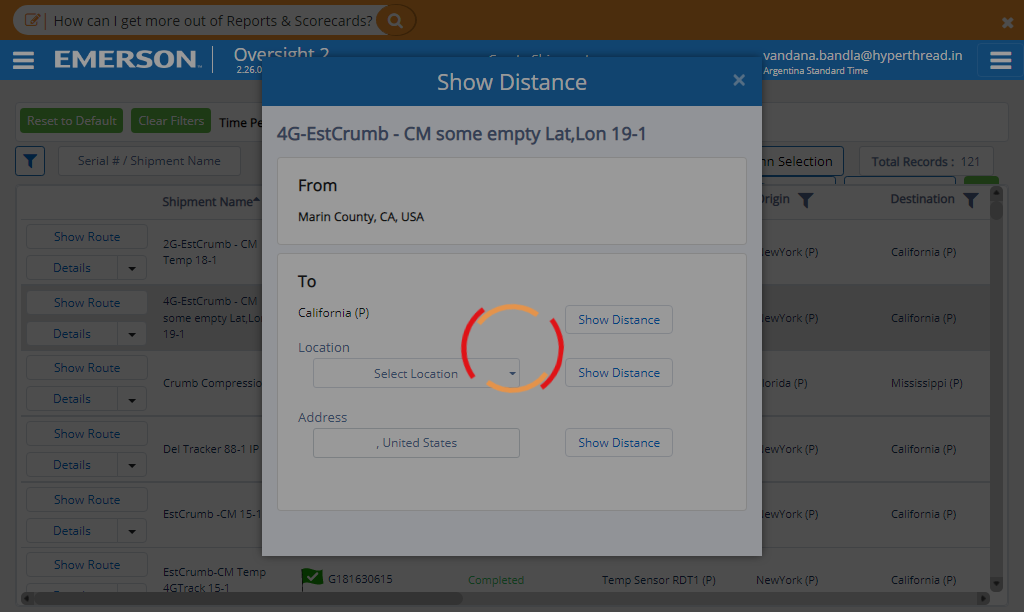 How can I get more out of Reports & Scorecards?
EMERSON
Oversight 2
2.26.0
vandana.bandla@hyperthread.in
Argentina Standard Time
Show Distance
Reset to Default
Clear Filters
4G-EstCrumb - CM some empty Lat,Lon 19-1
Serial # / Shipment Name
Selection
Total Records : 121
From
Marin County, CA, USA
Shipment Name
Destination
Show Route
2G-EstCrumb - CM
Temp 18-1
NewYork (P)
California (P)
Details
To
California (P)
Show Distance
Show Route
4G-EstCrumb - CM
some empty Lat,Lo
19-1
NewYork (P)
California (P)
Details
Location
Select Location
Show Distance
Show Route
Crumb Compressio
Mississippi (P)
Details
Address
, United States
Show Distance
Show Route
Del Tracker 88-1 IP
NewYork (P)
California (P)
Details
Show Route
EstCrumb -CM 15-1
NewYork (P)
California (P)
Details
Show Route
EstCrumb-CM Temp
4GTrack 15-1
G181630615
Completed
Temp Sensor RDT1 (P)
NewYork (P)
California (P)